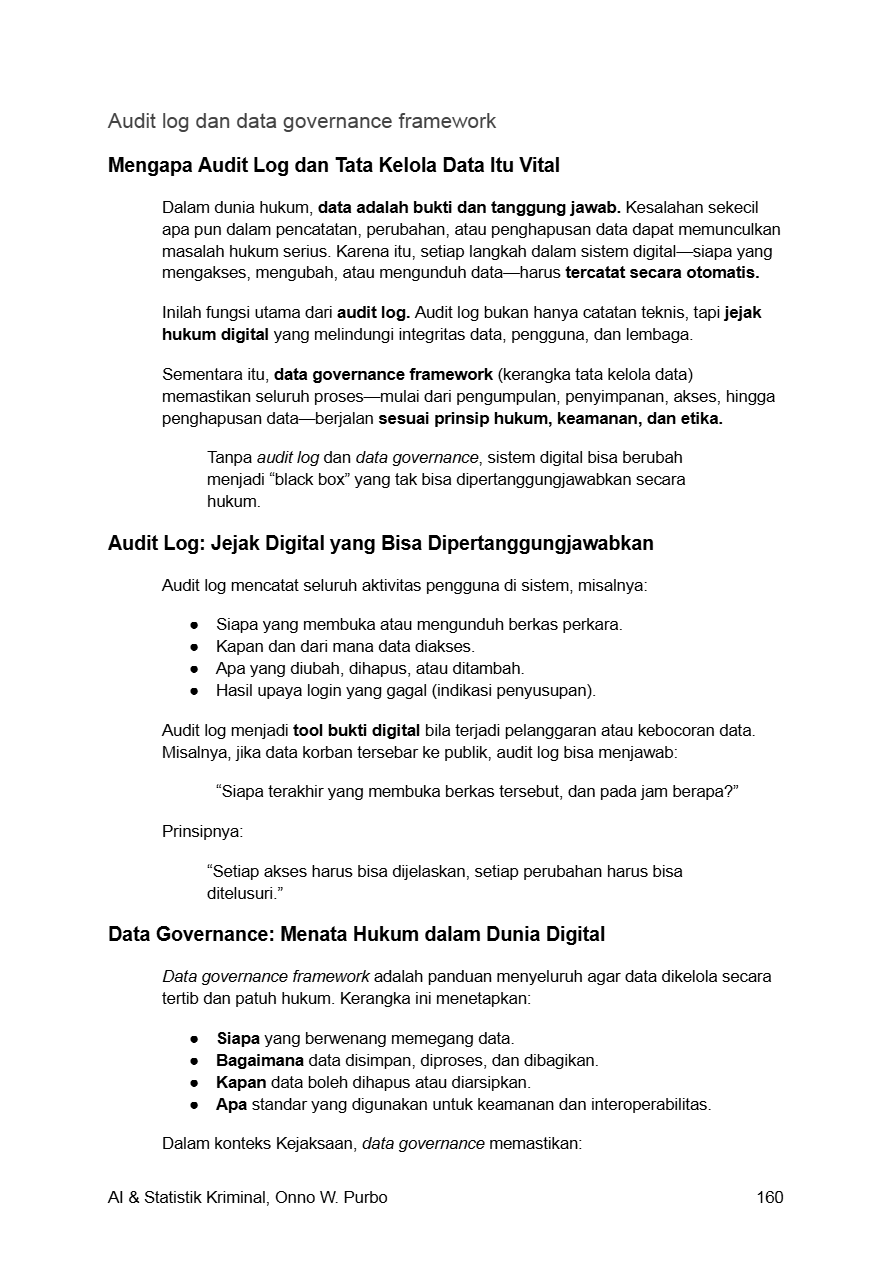 Audit log dan data governance framework
Mengapa Audit Log dan Tata Kelola Data Itu Vital
Dalam dunia hukum, data adalah bukti dan tanggung jawab. Kesalahan sekecil
apa pun dalam pencatatan, perubahan, atau penghapusan data dapat memunculkan
masalah hukum serius. Karena itu, setiap langkah dalam sistem digital—siapa yang
mengakses, mengubah, atau mengunduh data—harus tercatat secara otomatis.
Inilah fungsi utama dari audit log. Audit log bukan hanya catatan teknis, tapi jejak
hukum digital yang melindungi integritas data, pengguna, dan lembaga.
Sementara itu, data governance framework (kerangka tata kelola data)
memastikan seluruh proses—mulai dari pengumpulan, penyimpanan, akses, hingga
penghapusan data—berjalan sesuai prinsip hukum, keamanan, dan etika.
Tanpa audit log dan data governance, sistem digital bisa berubah
menjadi “black box” yang tak bisa dipertanggungjawabkan secara
hukum.
Audit Log: Jejak Digital yang Bisa Dipertanggungjawabkan
Audit log mencatat seluruh aktivitas pengguna di sistem, misalnya:
● Siapa yang membuka atau mengunduh berkas perkara.
● Kapan dan dari mana data diakses.
● Apa yang diubah, dihapus, atau ditambah.
● Hasil upaya login yang gagal (indikasi penyusupan).
Audit log menjadi tool bukti digital bila terjadi pelanggaran atau kebocoran data.
Misalnya, jika data korban tersebar ke publik, audit log bisa menjawab:
“Siapa terakhir yang membuka berkas tersebut, dan pada jam berapa?”
Prinsipnya:
“Setiap akses harus bisa dijelaskan, setiap perubahan harus bisa
ditelusuri.”
Data Governance: Menata Hukum dalam Dunia Digital
Data governance framework adalah panduan menyeluruh agar data dikelola secara
tertib dan patuh hukum. Kerangka ini menetapkan:
● Siapa yang berwenang memegang data.
● Bagaimana data disimpan, diproses, dan dibagikan.
● Kapan data boleh dihapus atau diarsipkan.
● Apa standar yang digunakan untuk keamanan dan interoperabilitas.
Dalam konteks Kejaksaan, data governance memastikan:
AI & Statistik Kriminal, Onno W. Purbo 160